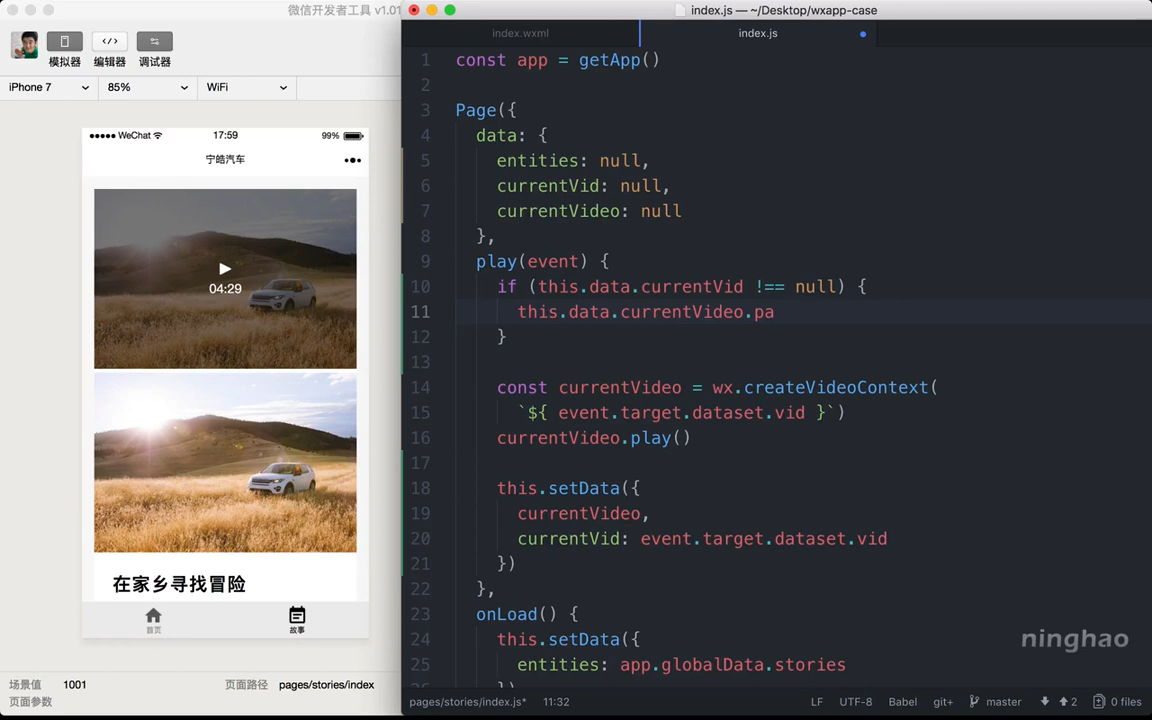 微信开发者工具 v1.01
模拟器
编辑器
调试器
iPhone 7
85%
WiFi
WeChat
17:59
99%
宁皓汽车
04:29
在家乡寻找冒险
首页
故事
场景值
1001
页面路径
pages/stories/index
页面参数
index.js — ~/Desktop/wxapp-case
index.wxml
index.js
1 const app = getApp()
2
3 Page({
4 data: {
5 entities: null,
6 currentVid: null,
7 currentVideo: null
8 },
9 play(event) {
10 if (this.data.currentVid !== null) {
11 this.data.currentVideo.pa
12 }
13
14 const currentVideo = wx.createVideoContext(
15 `${ event.target.dataset.vid }`)
16 currentVideo.play()
17
18 this.setData({
19 currentVideo,
20 currentVid: event.target.dataset.vid
21 })
22 },
23 onLoad() {
24 this.setData({
25 entities: app.globalData.stories
ninghao
pages/stories/index.js*
11:32
LF
UTF-8
Babel
git+
master
2
0 files